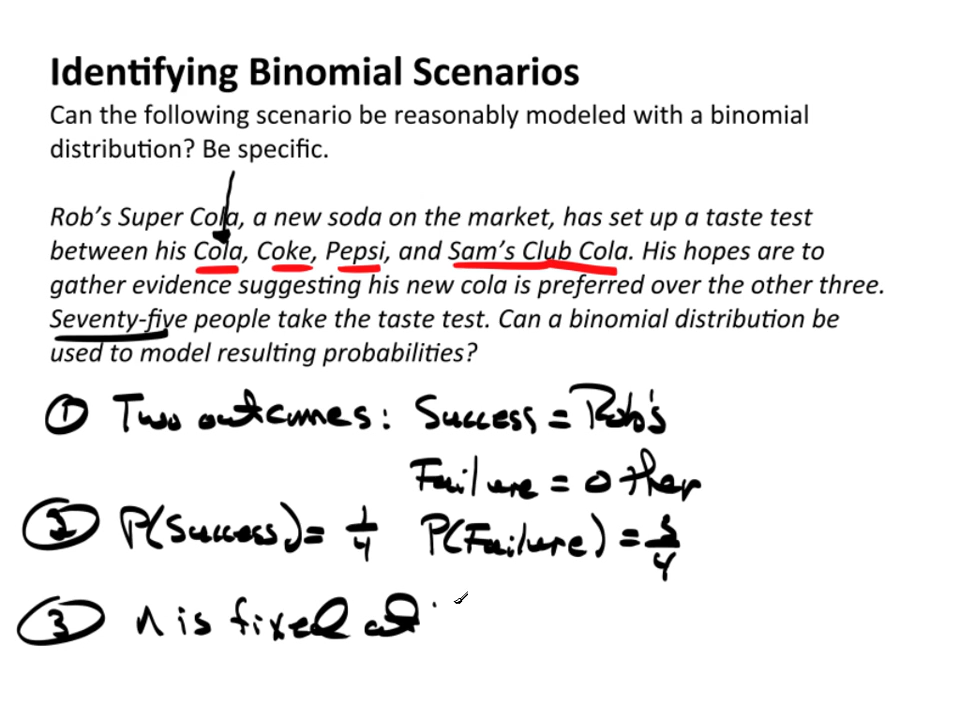 Identifying Binomial Scenarios
Can the following scenario be reasonably modeled with a binomial
distribution? Be specific.
Rob's Super Cola, a new soda on the market, has set up a taste test
between his Cola, Coke, Pepsi, and Sam's Club Cola. His hopes are to
gather evidence suggesting his new cola is preferred over the other three.
Seventy-five people take the taste test. Can a binomial distribution be
used to model resulting probabilities?
① Two outcomes: Success = Rob's
Failure = other
② P(Success) = 1/4 P(Failure) = 3/4
③ n is fixed at